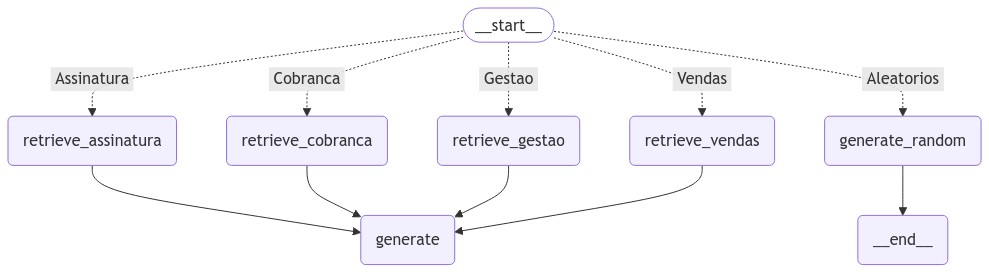 __start__
Assinatura
Cobranca
Gestao
Vendas
Aleatorios
retrieve_assinatura
retrieve_cobranca
retrieve_gestao
retrieve_vendas
generate_random
generate
__end__